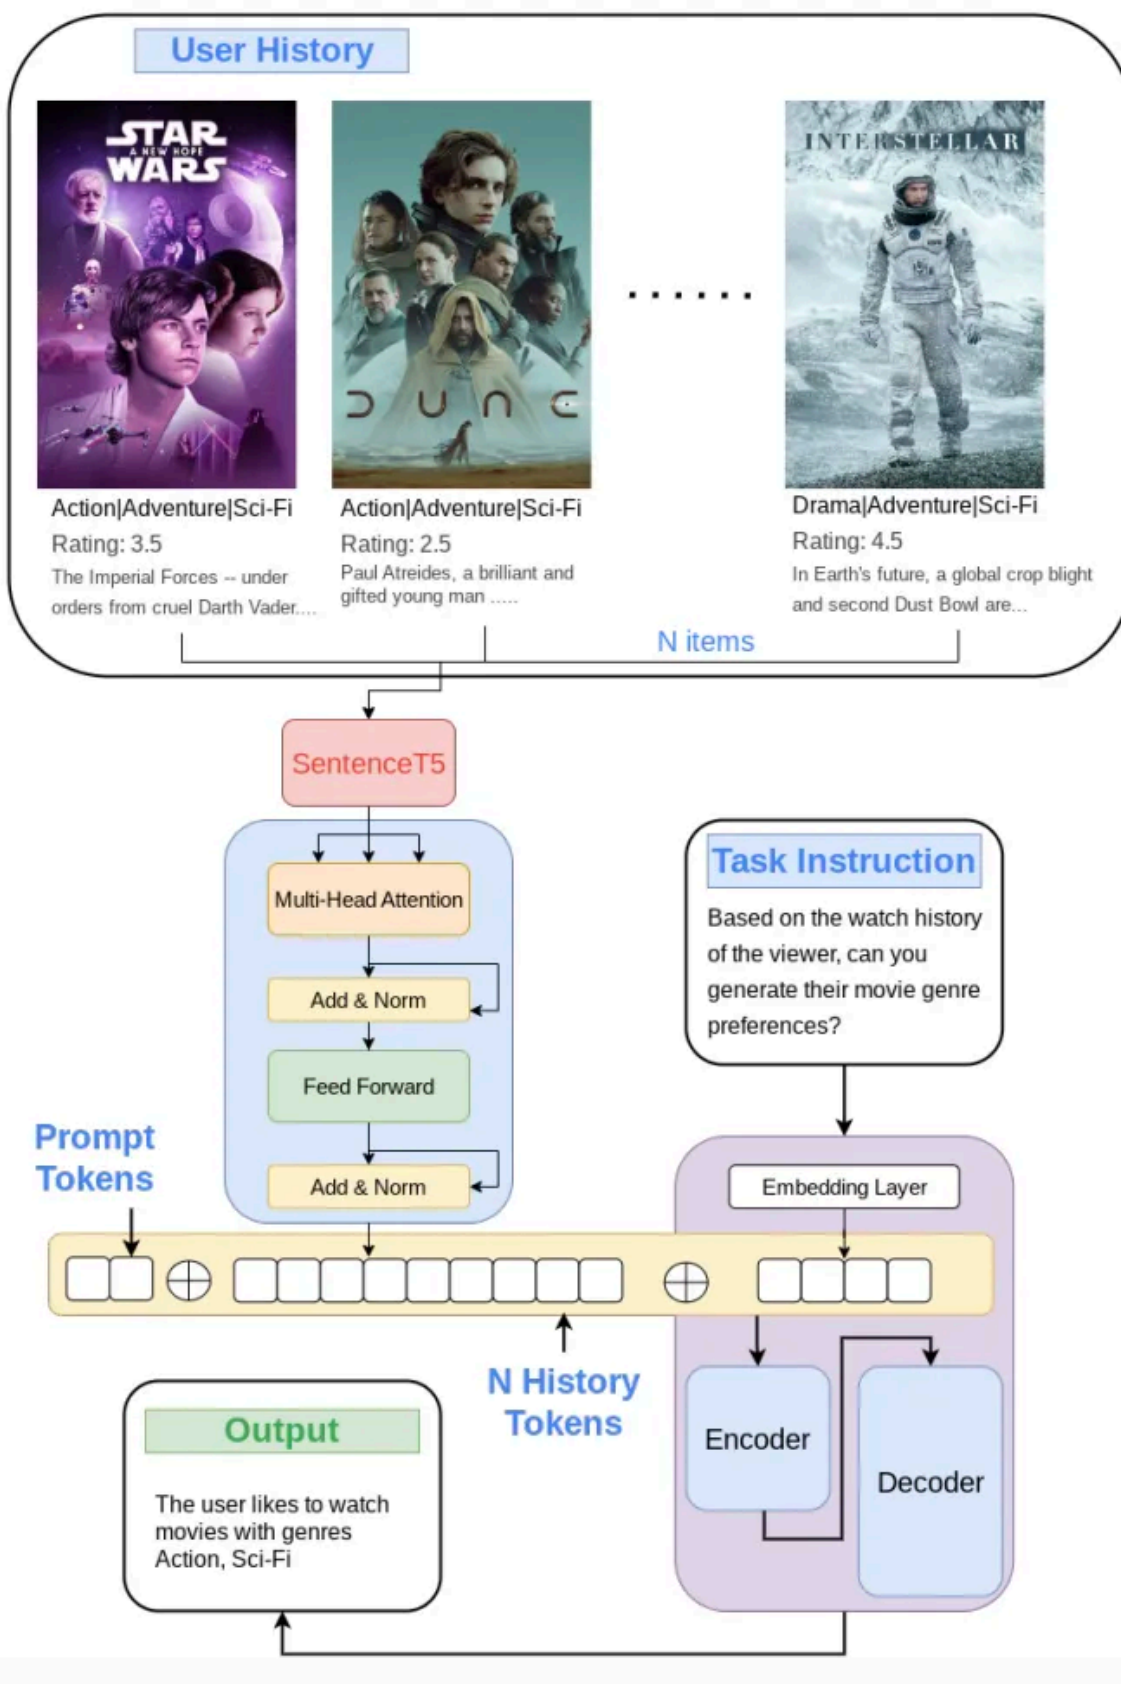 User History
STAR
A NEW HOPE
WARS
DUNE
INTERSTELLAR
Action|Adventure|Sci-Fi
Rating: 3.5
The Imperial Forces -- under
orders from cruel Darth Vader....
Action|Adventure|Sci-Fi
Rating: 2.5
Paul Atreides, a brilliant and
gifted young man .....
Drama|Adventure|Sci-Fi
Rating: 4.5
In Earth's future, a global crop blight
and second Dust Bowl are...
N items
SentenceT5
Multi-Head Attention
Add & Norm
Feed Forward
Add & Norm
Task Instruction
Based on the watch history
of the viewer, can you
generate their movie genre
preferences?
Prompt
Tokens
Embedding Layer
N History
Tokens
Encoder
Decoder
Output
The user likes to watch
movies with genres
Action, Sci-Fi